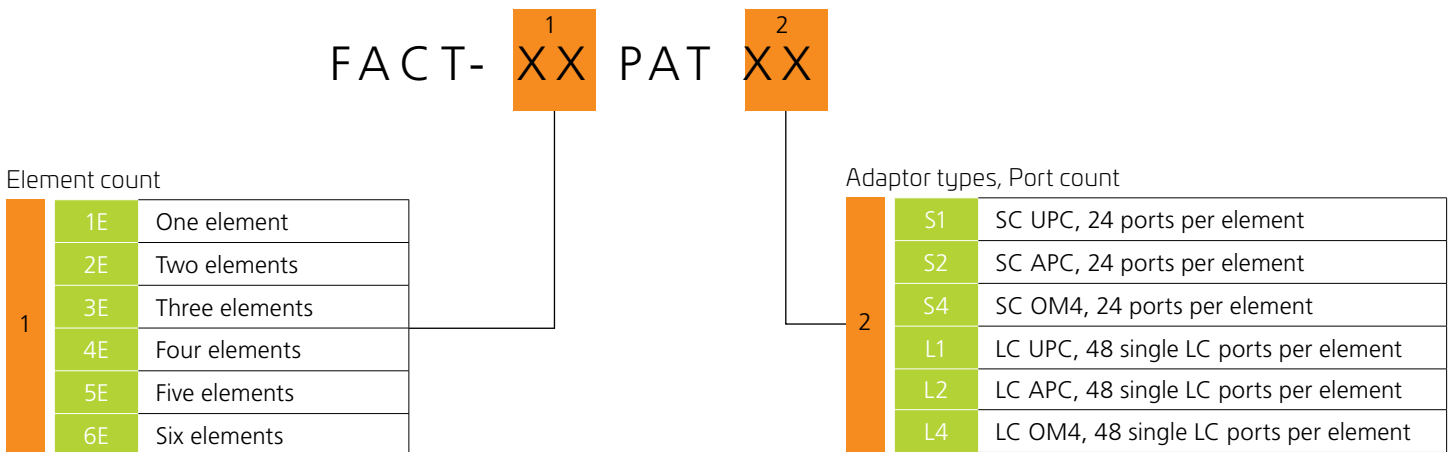 1 2
FACT- XX PAT XX
Element count
1
1E One element
2E Two elements
3E Three elements
4E Four elements
5E Five elements
6E Six elements
Adaptor types, Port count
2
S1 SC UPC, 24 ports per element
S2 SC APC, 24 ports per element
S4 SC OM4, 24 ports per element
L1 LC UPC, 48 single LC ports per element
L2 LC APC, 48 single LC ports per element
L4 LC OM4, 48 single LC ports per element